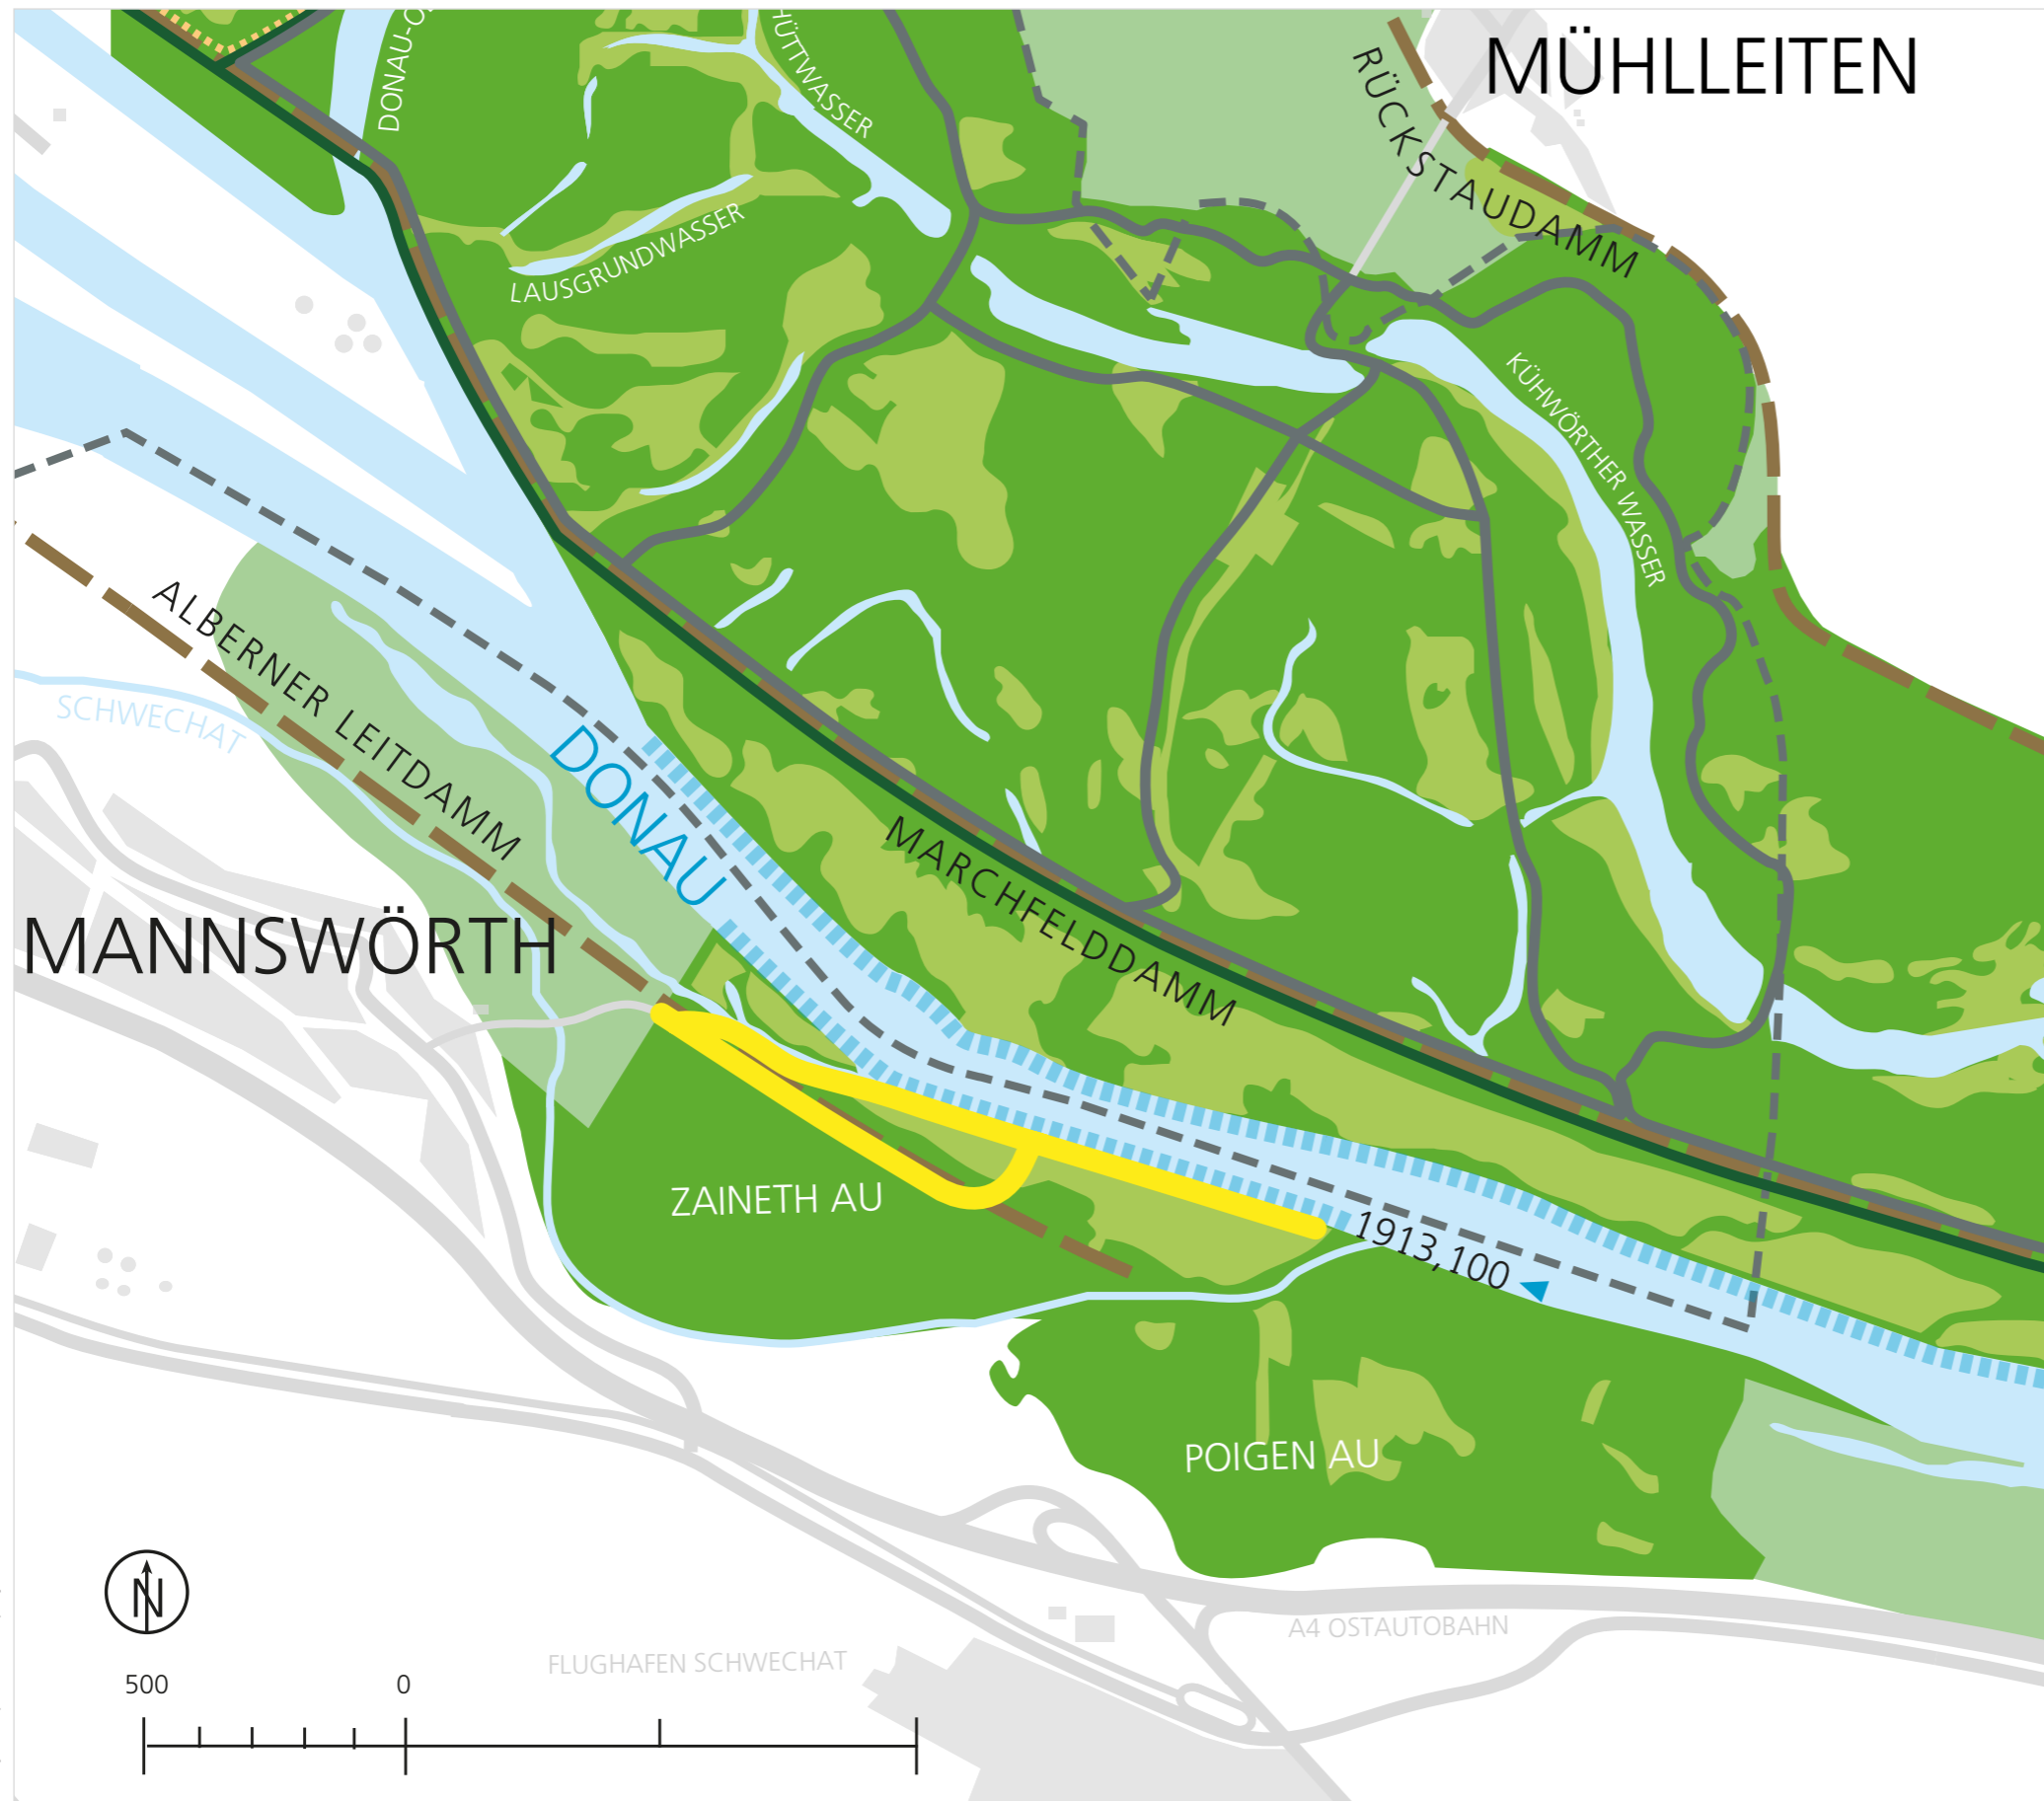 MÜHLLEITEN
RÜCKSTAUDAMM
LAUSGRUNDWASSER
KÜHWÖRTHER WASSER
ALBERNER LEITDAMM
SCHWECHAT
DONAU
MARCHFELDDAMM
MANNSWÖRTH
ZAINETH AU
1913,100
POIGEN AU
N
A4 OSTAUTOBAHN
FLUGHAFEN SCHWECHAT
500 0